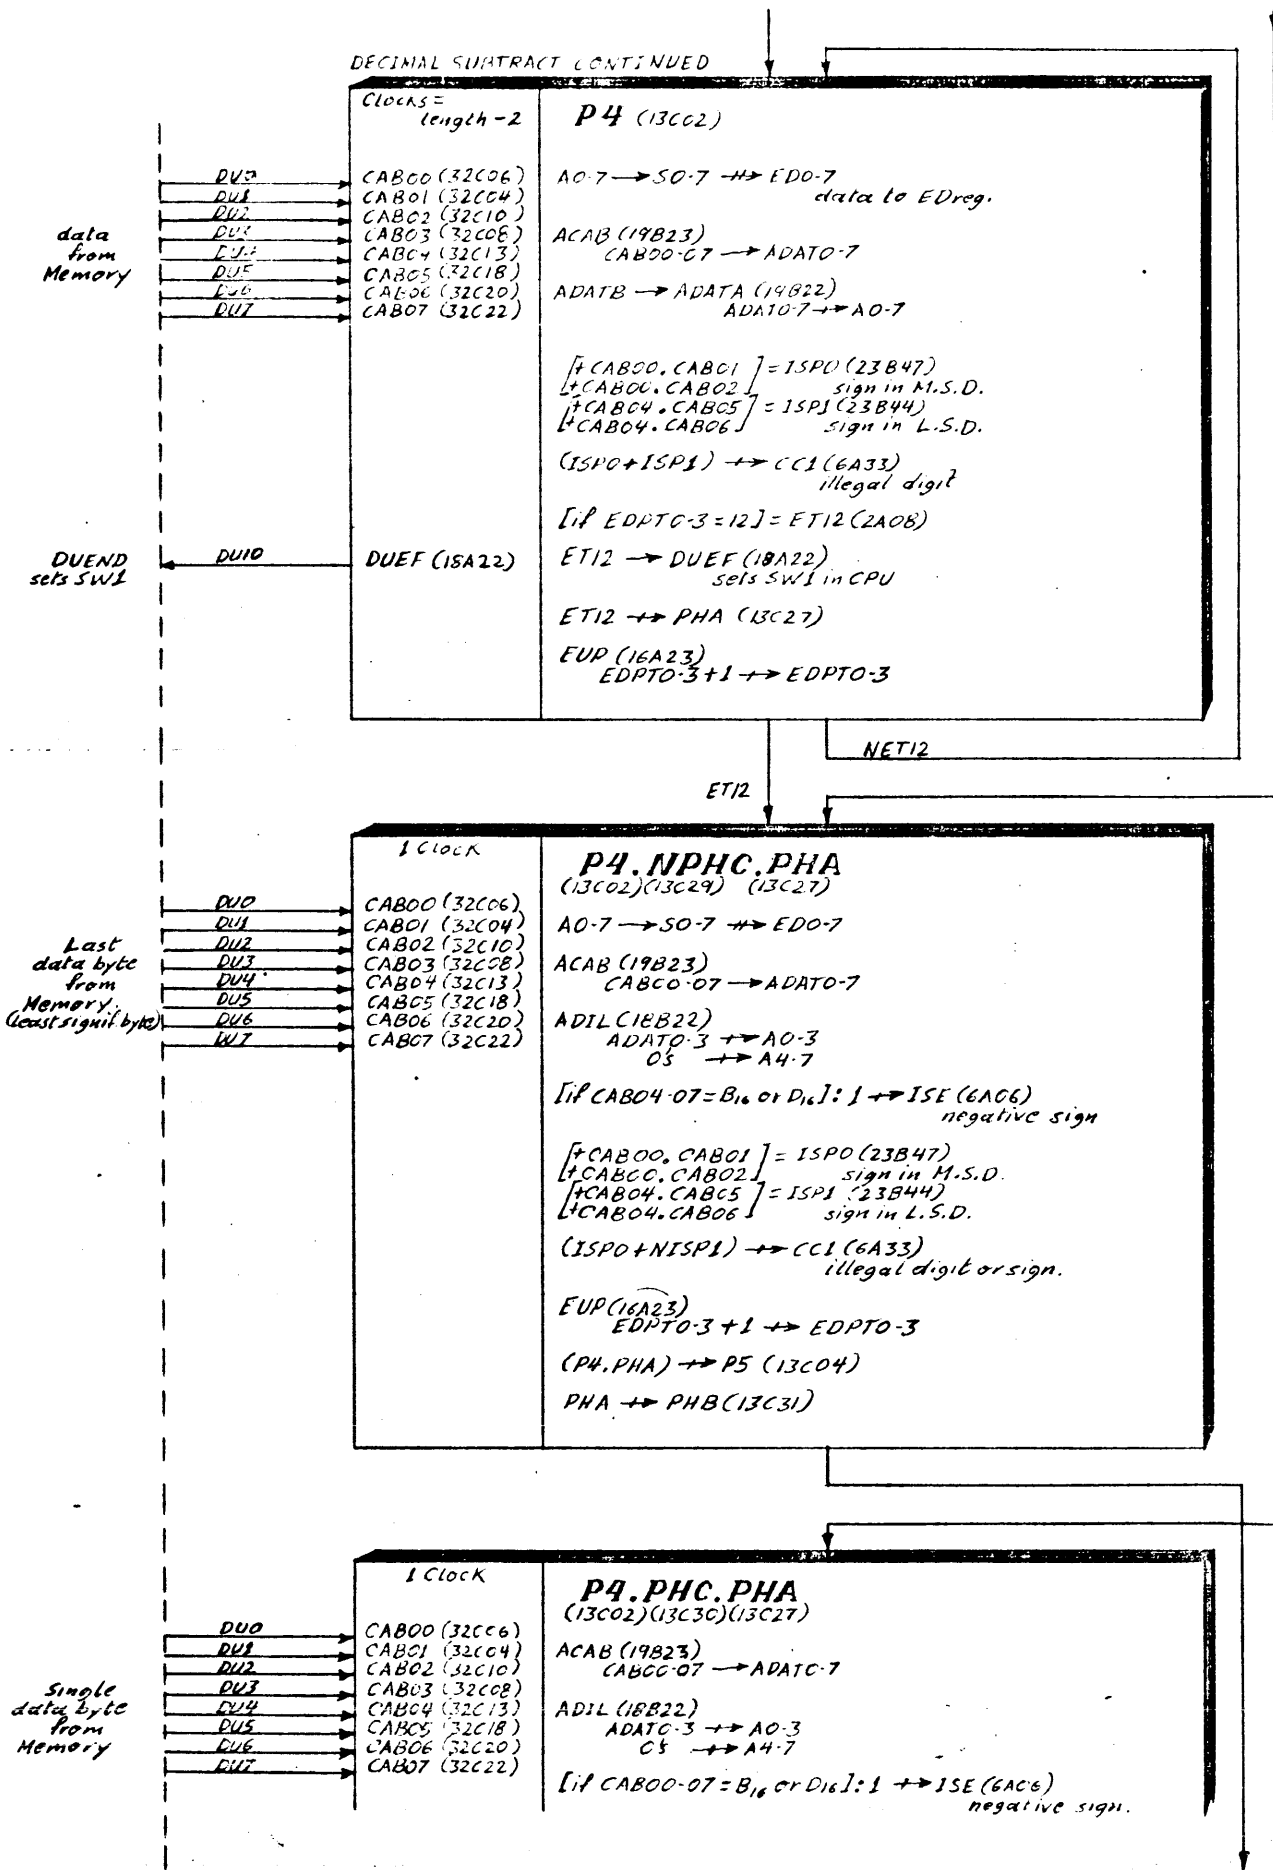 DECIMAL SUBTRACT CONTINUED
Clocks =
length-2
P4 (13C02)
data
from
Memory
DU0 CAB00 (32C06)
DU1 CAB01 (32C04)
DU2 CAB02 (32C10)
DU3 CAB03 (32C08)
DU4 CAB04 (32C13)
DU5 CAB05 (32C18)
DU6 CAB06 (32C20)
DU7 CAB07 (32C22)
A0-7 → S0-7 ⇸ ED0-7
data to EDreg.
ACAB (19B23)
CAB00-07 → ADAT0-7
ADATB → ADATA (19B22)
ADAT0-7 ⇸ A0-7
[+CAB00.CAB01
+CAB00.CAB02] = ISP0 (23B47)
sign in M.S.D.
[+CAB04.CAB05
+CAB04.CAB06] = ISP1 (23B44)
sign in L.S.D.
(ISP0+ISP1) ⇸ CC1 (6A33)
illegal digit
[if EDPT0-3=12] = ET12 (2A08)
DUEND
sets SW1
DU10 DUEF (18A22)
ET12 → DUEF (18A22)
sets SW1 in CPU
ET12 ⇸ PHA (13C27)
EUP (16A23)
EDPT0-3+1 ⇸ EDPT0-3
NET12
ET12
1 Clock
P4.NPHC.PHA
(13C02)(13C29) (13C27)
Last
data byte
from
Memory.
(least signif. byte)
DU0 CAB00 (32C06)
DU1 CAB01 (32C04)
DU2 CAB02 (32C10)
DU3 CAB03 (32C08)
DU4 CAB04 (32C13)
DU5 CAB05 (32C18)
DU6 CAB06 (32C20)
DU7 CAB07 (32C22)
A0-7 → S0-7 ⇸ ED0-7
ACAB (19B23)
CAB00-07 → ADAT0-7
ADIL (18B22)
ADAT0-3 ⇸ A0-3
0's ⇸ A4-7
[if CAB04-07=B₁₆ or D₁₆]: 1 ⇸ ISE (6A06)
negative sign
[+CAB00.CAB01
+CAB00.CAB02] = ISP0 (23B47)
sign in M.S.D.
[+CAB04.CAB05
+CAB04.CAB06] = ISP1 (23B44)
sign in L.S.D.
(ISP0+NISP1) ⇸ CC1 (6A33)
illegal digit or sign.
EUP (16A23)
EDPT0-3 +1 ⇸ EDPT0-3
(P4.PHA) ⇸ P5 (13C04)
PHA ⇸ PHB (13C31)
1 Clock
P4.PHC.PHA
(13C02)(13C30)(13C27)
Single
data byte
from
Memory
DU0 CAB00 (32C06)
DU1 CAB01 (32C04)
DU2 CAB02 (32C10)
DU3 CAB03 (32C08)
DU4 CAB04 (32C13)
DU5 CAB05 (32C18)
DU6 CAB06 (32C20)
DU7 CAB07 (32C22)
ACAB (19B23)
CAB00-07 → ADAT0-7
ADIL (18B22)
ADAT0-3 ⇸ A0-3
0's ⇸ A4-7
[if CAB00-07=B₁₆ or D₁₆]: 1 ⇸ ISE (6A06)
negative sign.